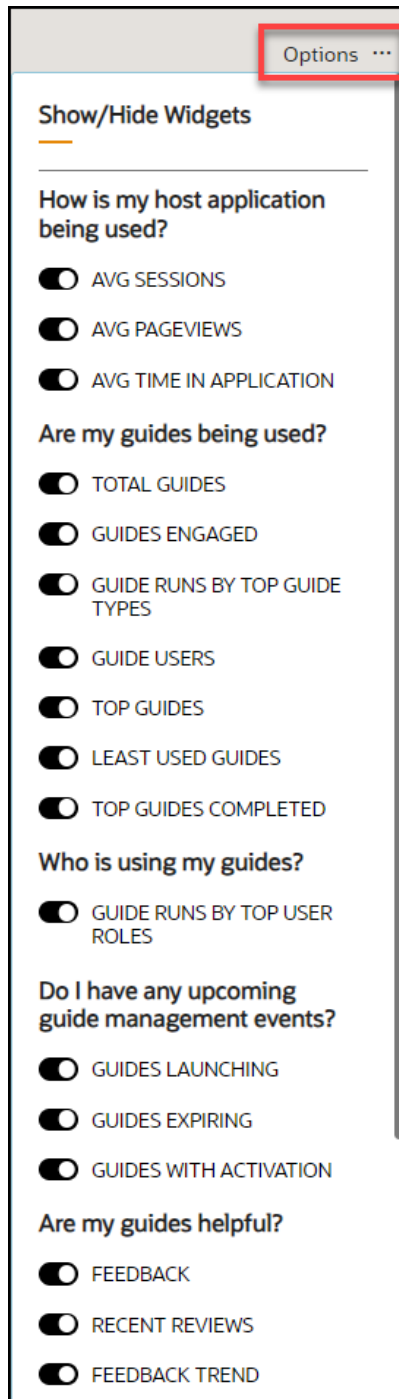 Options ...
Show/Hide Widgets
How is my host application
being used?
AVG SESSIONS
AVG PAGEVIEWS
AVG TIME IN APPLICATION
Are my guides being used?
TOTAL GUIDES
GUIDES ENGAGED
GUIDE RUNS BY TOP GUIDE
TYPES
GUIDE USERS
TOP GUIDES
LEAST USED GUIDES
TOP GUIDES COMPLETED
Who is using my guides?
GUIDE RUNS BY TOP USER
ROLES
Do I have any upcoming
guide management events?
GUIDES LAUNCHING
GUIDES EXPIRING
GUIDES WITH ACTIVATION
Are my guides helpful?
FEEDBACK
RECENT REVIEWS
FEEDBACK TREND